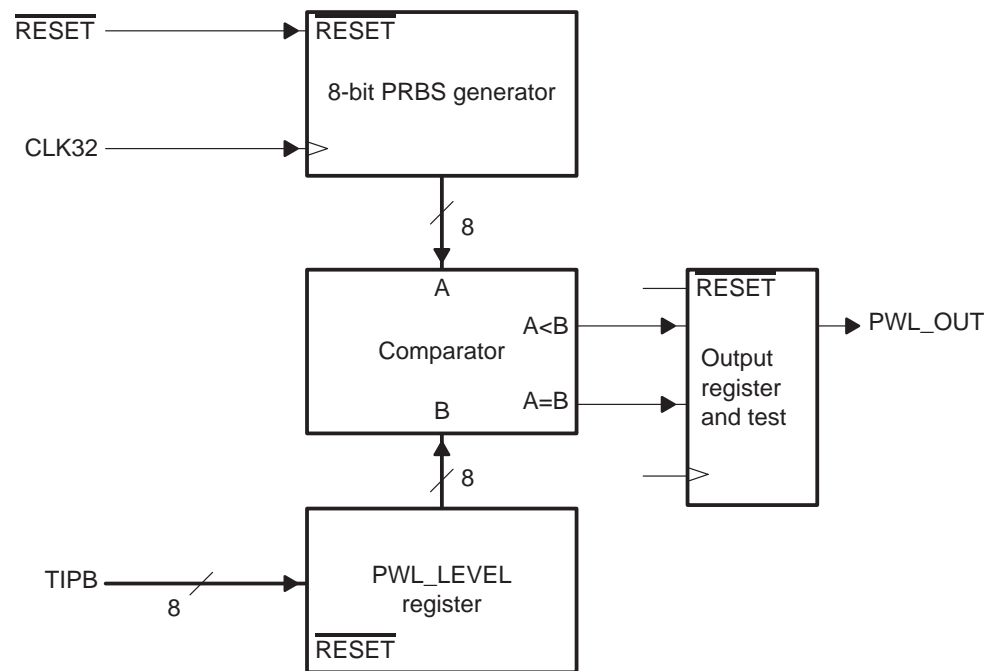 RESET
RESET
8-bit PRBS generator
CLK32
8
A
RESET
A<B
PWL_OUT
Comparator
Output
register
and test
A=B
B
8
TIPB
8
PWL_LEVEL
register
RESET